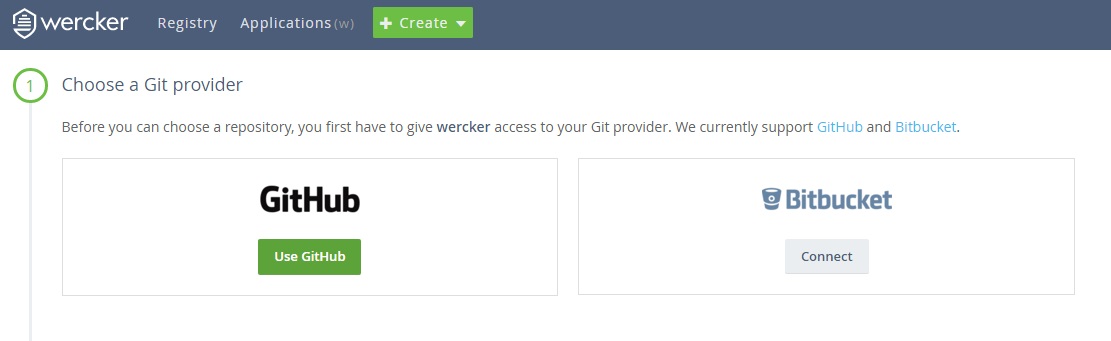 wercker Registry Applications(w) + Create
1 Choose a Git provider
Before you can choose a repository, you first have to give wercker access to your Git provider. We currently support GitHub and Bitbucket.
GitHub Bitbucket
Use GitHub Connect